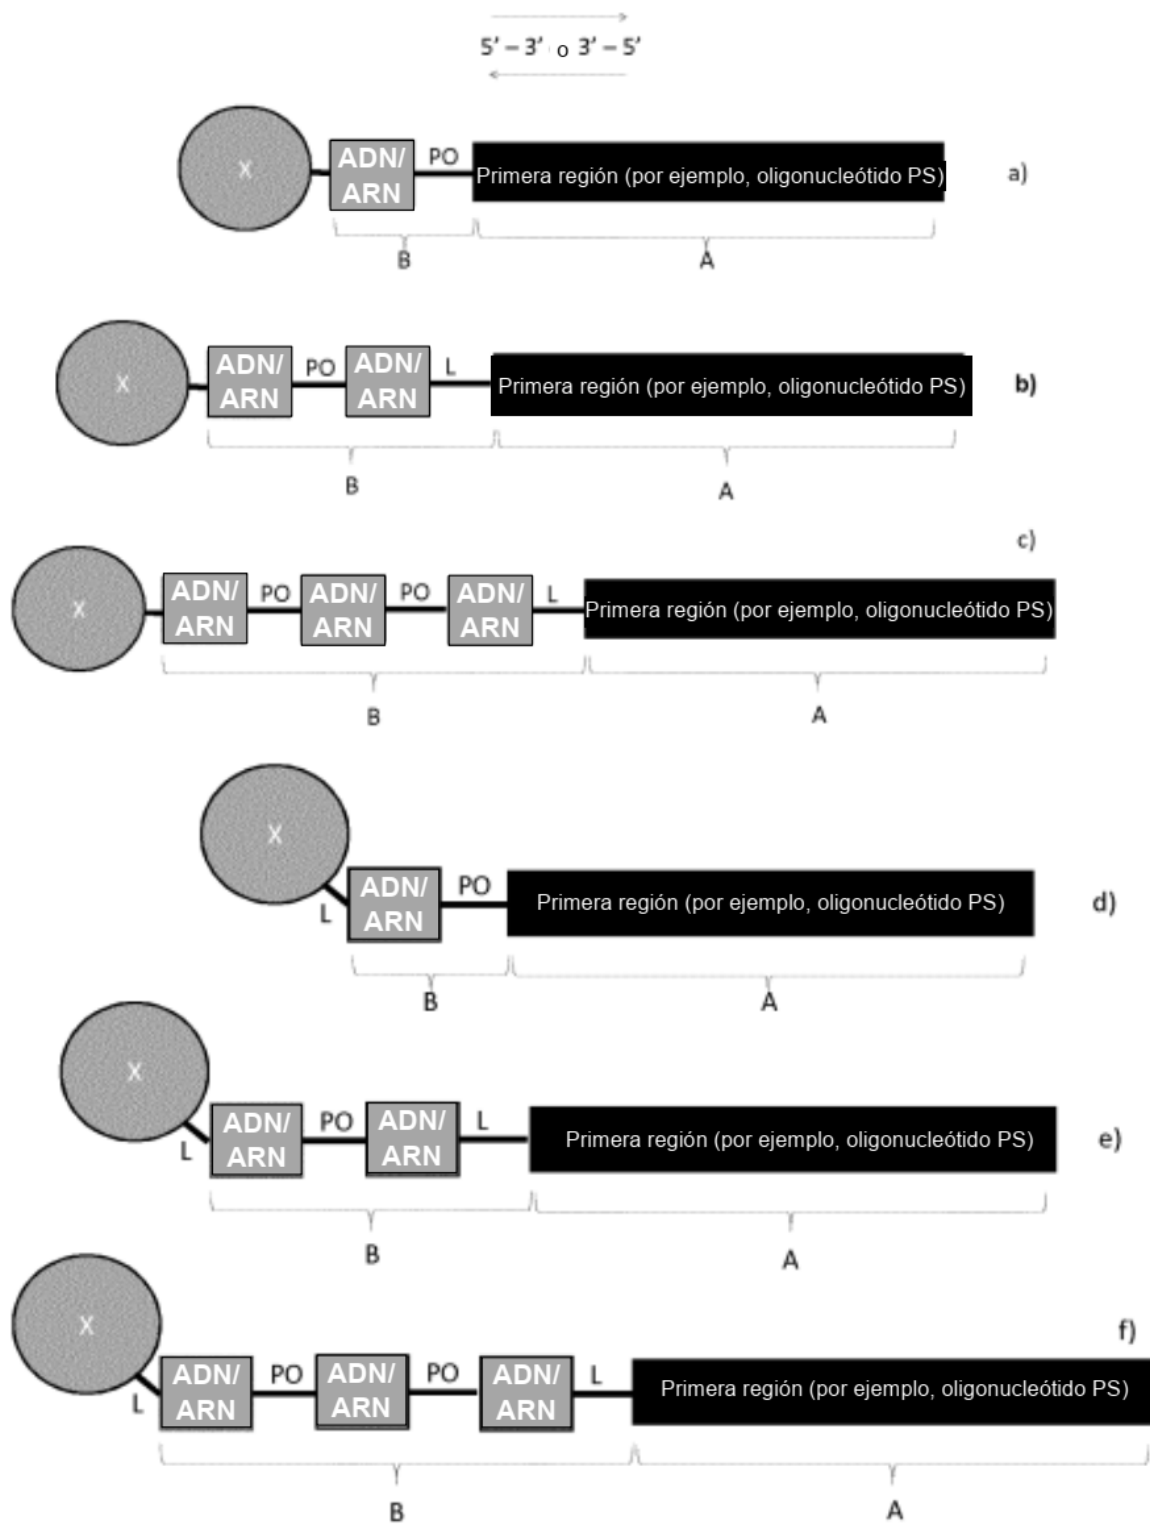 5’ – 3’ o 3’ – 5’
X
ADN/
ARN
PO
Primera región (por ejemplo, oligonucleótido PS)
a)
B
A
X
ADN/
ARN
PO
ADN/
ARN
L
Primera región (por ejemplo, oligonucleótido PS)
b)
B
A
c)
X
ADN/
ARN
PO
ADN/
ARN
PO
ADN/
ARN
L
Primera región (por ejemplo, oligonucleótido PS)
B
A
X
L
ADN/
ARN
PO
Primera región (por ejemplo, oligonucleótido PS)
d)
B
A
X
L
ADN/
ARN
PO
ADN/
ARN
L
Primera región (por ejemplo, oligonucleótido PS)
e)
B
A
f)
X
L
ADN/
ARN
PO
ADN/
ARN
PO
ADN/
ARN
L
Primera región (por ejemplo, oligonucleótido PS)
B
A